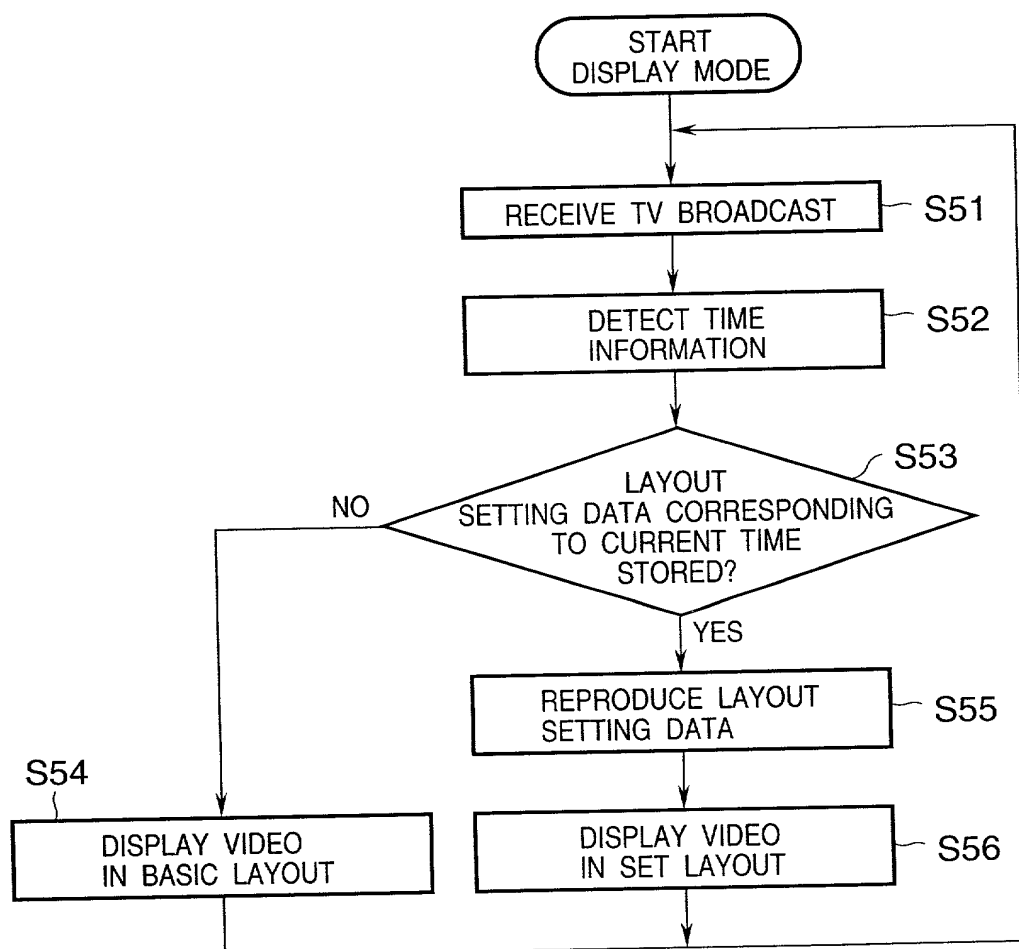 START
DISPLAY MODE
RECEIVE TV BROADCAST
S51
DETECT TIME
INFORMATION
S52
S53
LAYOUT
SETTING DATA CORRESPONDING
TO CURRENT TIME
STORED?
NO
YES
REPRODUCE LAYOUT
SETTING DATA
S55
S54
DISPLAY VIDEO
IN BASIC LAYOUT
DISPLAY VIDEO
IN SET LAYOUT
S56